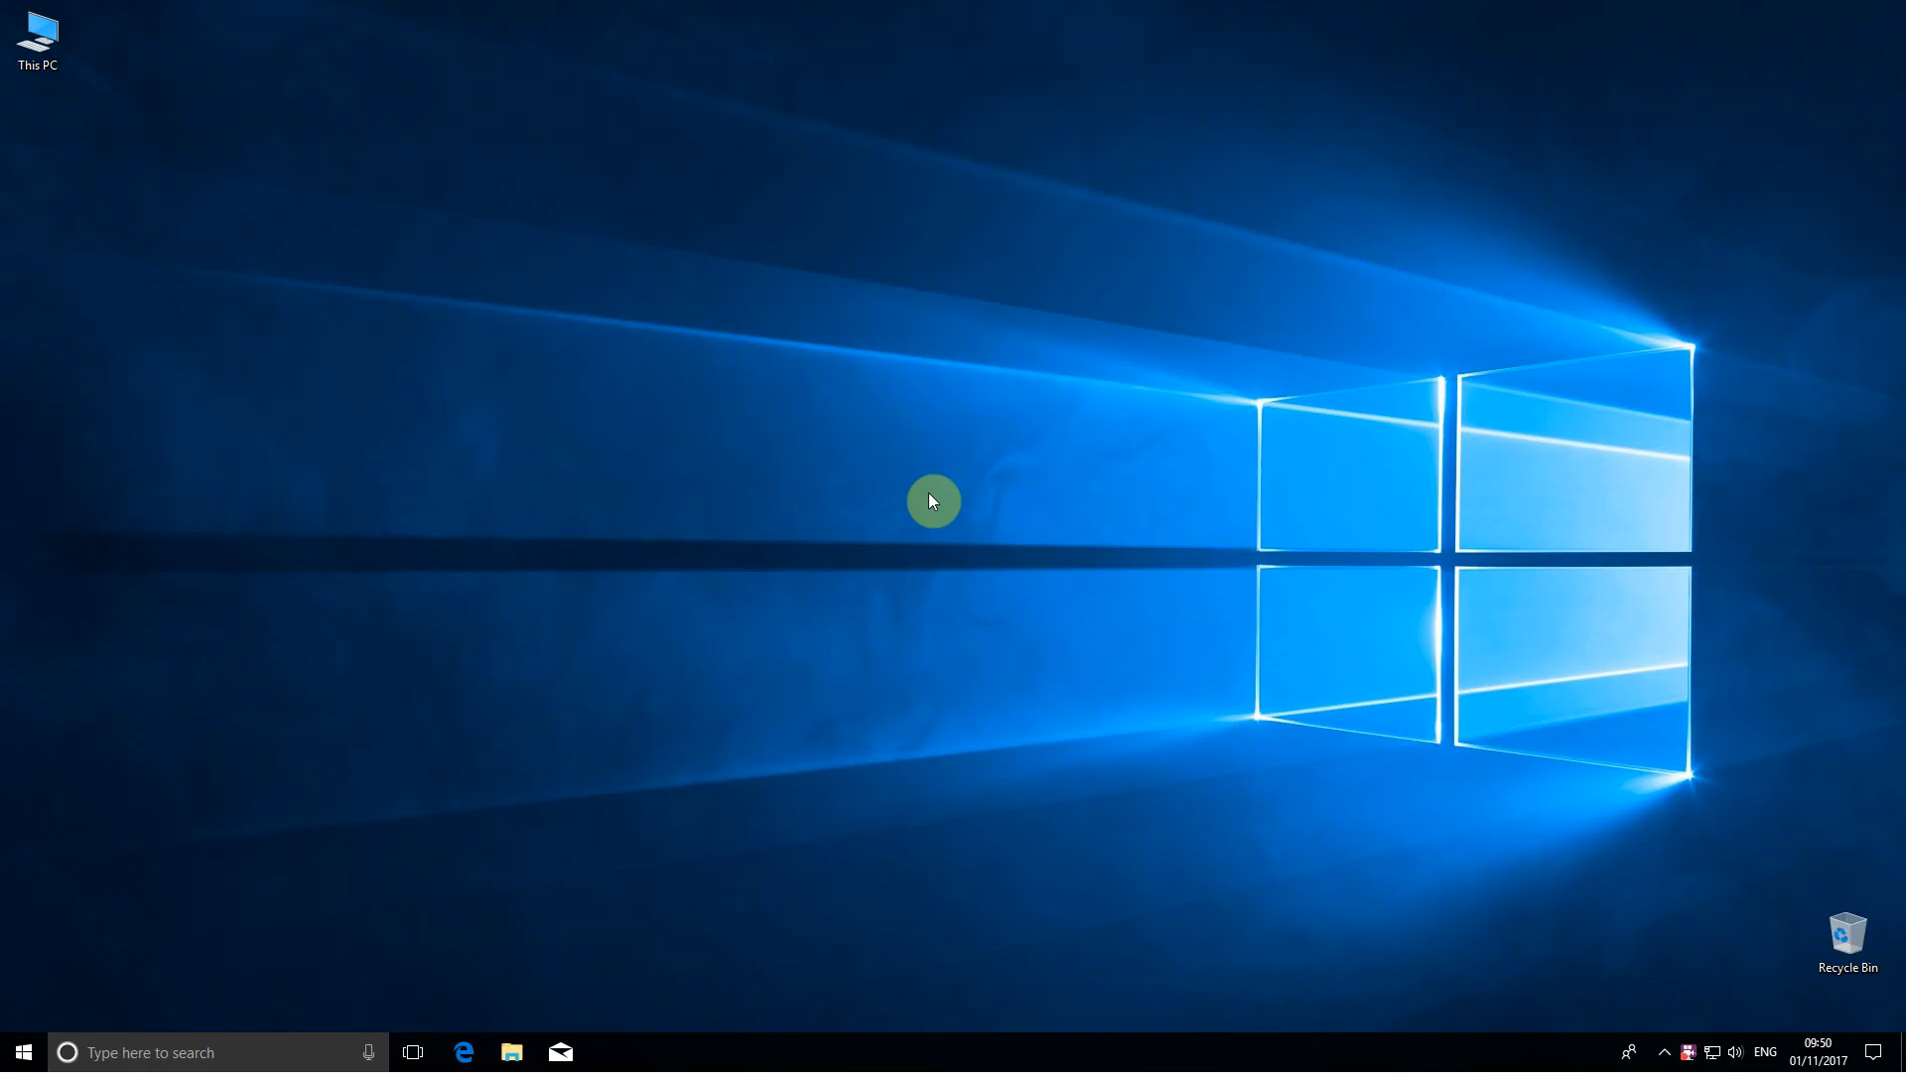 This PC
Recycle Bin
Type here to search
ENG
09:50
01/11/2017